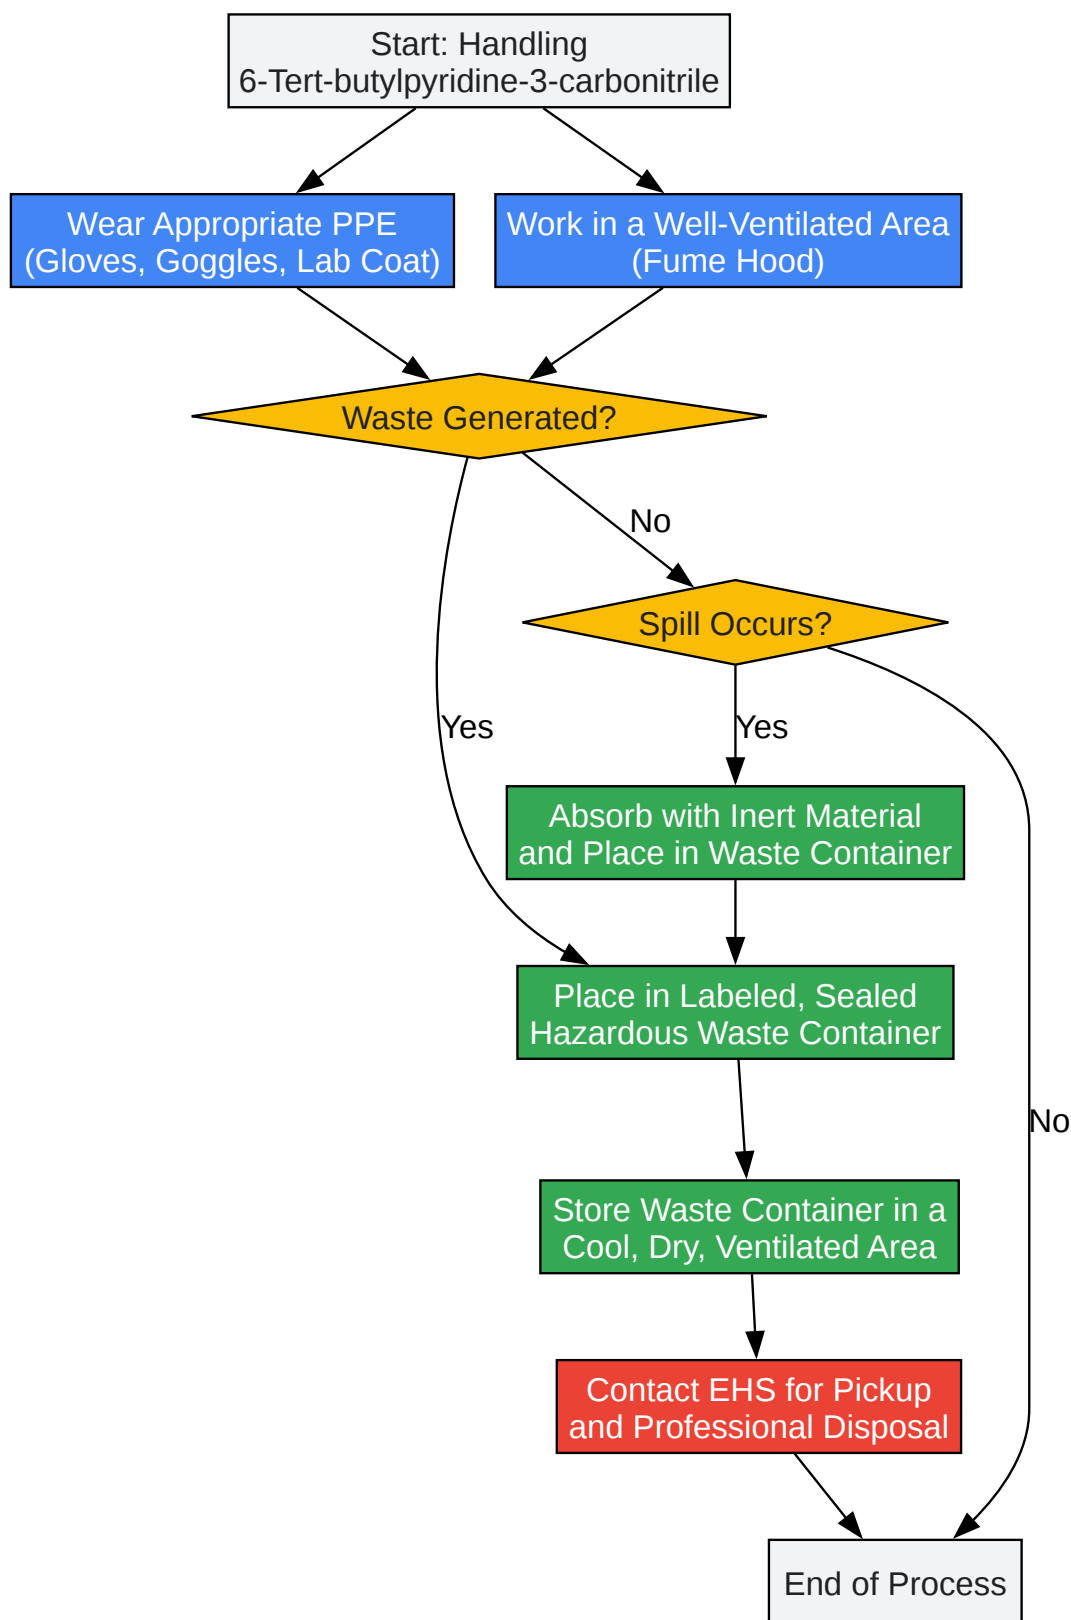 Start: Handling
6-Tert-butylpyridine-3-carbonitrile
Wear Appropriate PPE
(Gloves, Goggles, Lab Coat)
Work in a Well-Ventilated Area
(Fume Hood)
Waste Generated?
No
Spill Occurs?
Yes
Yes
Absorb with Inert Material
and Place in Waste Container
Place in Labeled, Sealed
Hazardous Waste Container
No
Store Waste Container in a
Cool, Dry, Ventilated Area
Contact EHS for Pickup
and Professional Disposal
End of Process